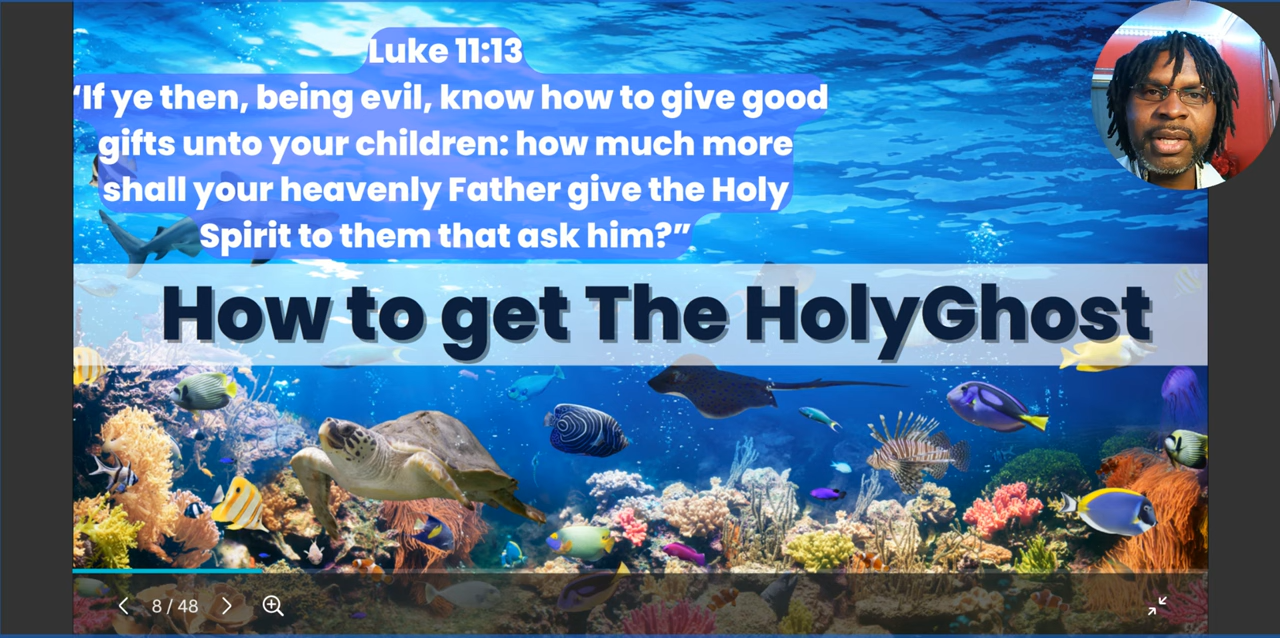 Luke 11:13
“If ye then, being evil, know how to give good
gifts unto your children: how much more
shall your heavenly Father give the Holy
Spirit to them that ask him?”
How to get The HolyGhost
8 / 48